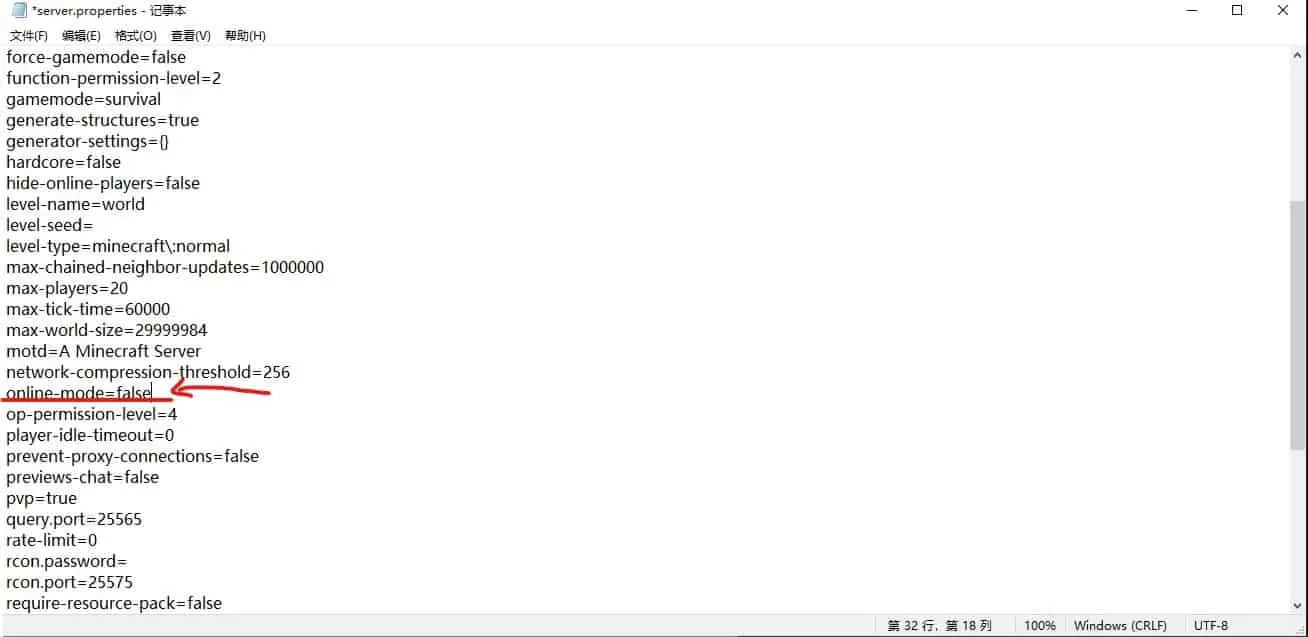 *server.properties - 记事本
文件(F) 编辑(E) 格式(O) 查看(V) 帮助(H)
force-gamemode=false
function-permission-level=2
gamemode=survival
generate-structures=true
generator-settings={}
hardcore=false
hide-online-players=false
level-name=world
level-seed=
level-type=minecraft\:normal
max-chained-neighbor-updates=1000000
max-players=20
max-tick-time=60000
max-world-size=29999984
motd=A Minecraft Server
network-compression-threshold=256
online-mode=false
op-permission-level=4
player-idle-timeout=0
prevent-proxy-connections=false
previews-chat=false
pvp=true
query.port=25565
rate-limit=0
rcon.password=
rcon.port=25575
require-resource-pack=false
第 32 行，第 18 列 100% Windows (CRLF) UTF-8